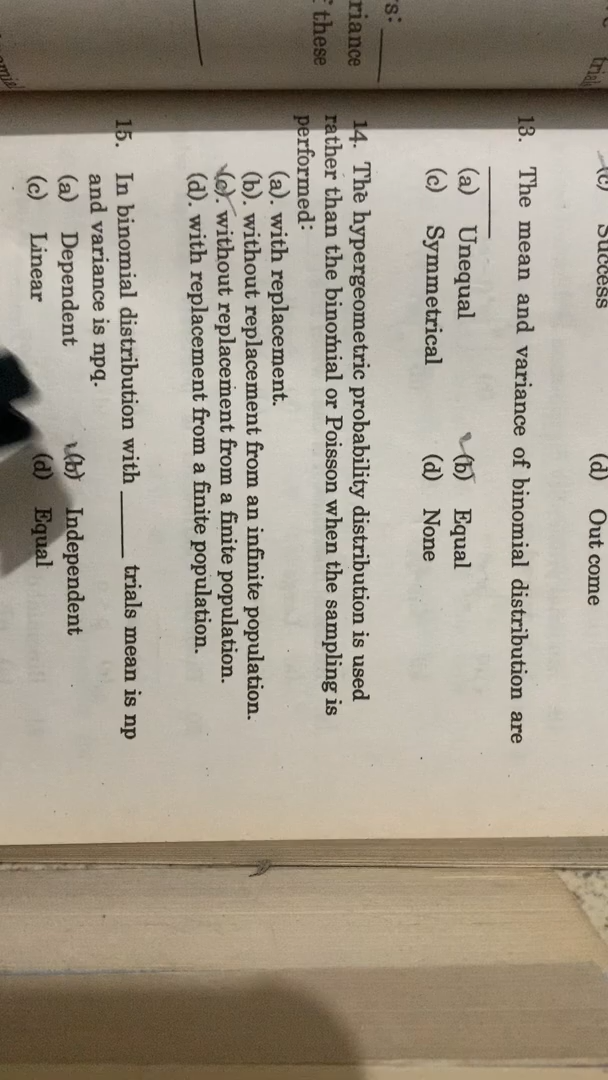 (c) Success (d) Out come
13. The mean and variance of binomial distribution are
(a) Unequal (b) Equal
(c) Symmetrical (d) None
14. The hypergeometric probability distribution is used
rather than the binomial or Poisson when the sampling is
performed:
(a). with replacement.
(b). without replacement from an infinite population.
(c). without replacement from a finite population.
(d). with replacement from a finite population.
15. In binomial distribution with ______ trials mean is np
and variance is npq.
(a) Dependent (b) Independent
(c) Linear (d) Equal
trials
s:
riance
these